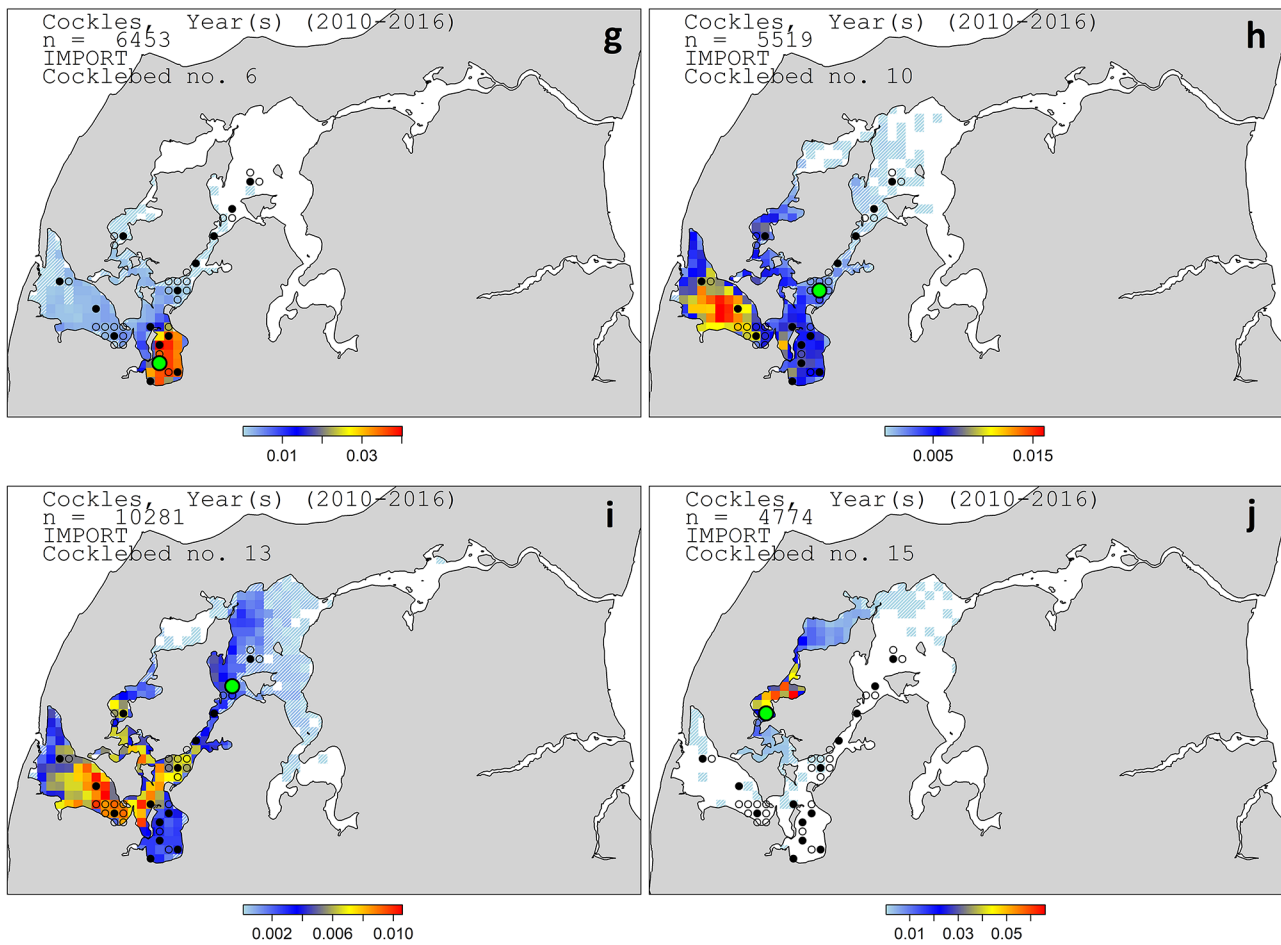 Cockles, Year(s) (2010-2016)
n = 6453
IMPORT
Cocklebed no. 6
g
0.01 0.03
Cockles, Year(s) (2010-2016)
n = 5519
IMPORT
Cocklebed no. 10
h
0.005 0.015
Cockles, Year(s) (2010-2016)
n = 10281
IMPORT
Cocklebed no. 13
i
0.002 0.006 0.010
Cockles, Year(s) (2010-2016)
n = 4774
IMPORT
Cocklebed no. 15
j
0.01 0.03 0.05